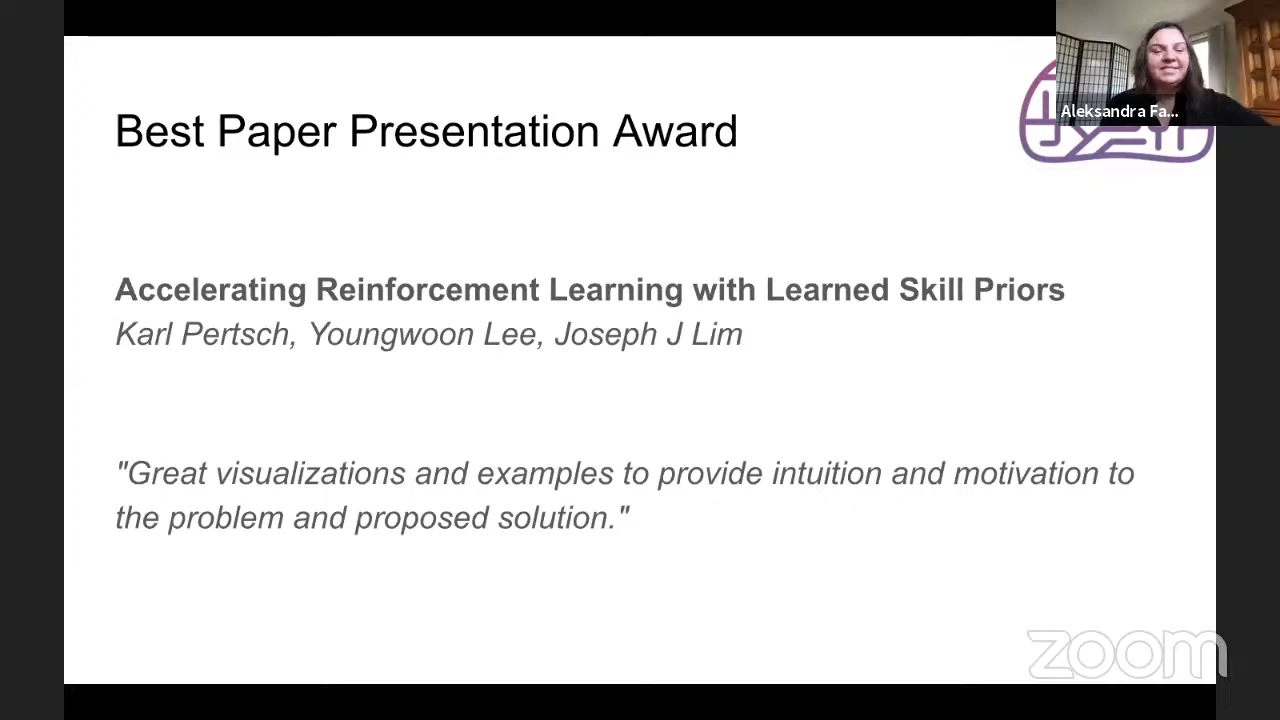 Best Paper Presentation Award
Aleksandra Fa...
Accelerating Reinforcement Learning with Learned Skill Priors
Karl Pertsch, Youngwoon Lee, Joseph J Lim
"Great visualizations and examples to provide intuition and motivation to
the problem and proposed solution."
zoom